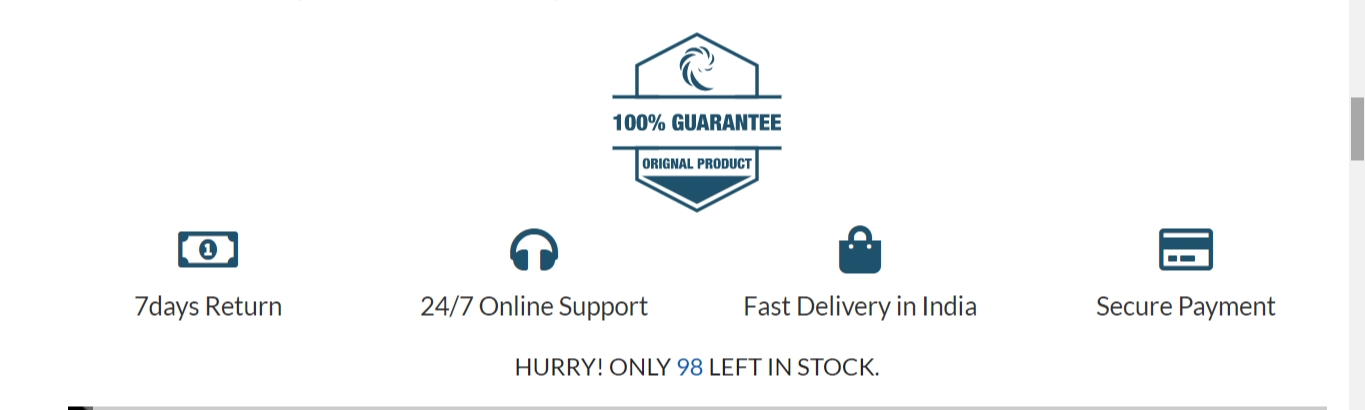 100% GUARANTEE
ORIGNAL PRODUCT
1
7days Return
24/7 Online Support
Fast Delivery in India
Secure Payment
HURRY! ONLY 98 LEFT IN STOCK.